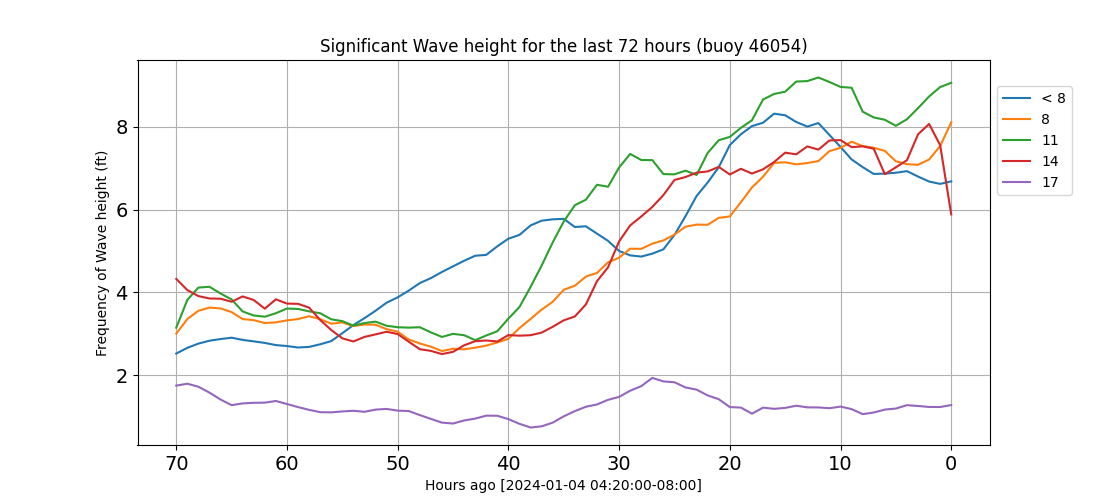 Significant Wave height for the last 72 hours (buoy 46054)
Frequency of Wave height (ft)
8
6
4
2
70 60 50 40 30 20 10 0
Hours ago [2024-01-04 04:20:00-08:00]
< 8
8
11
14
17